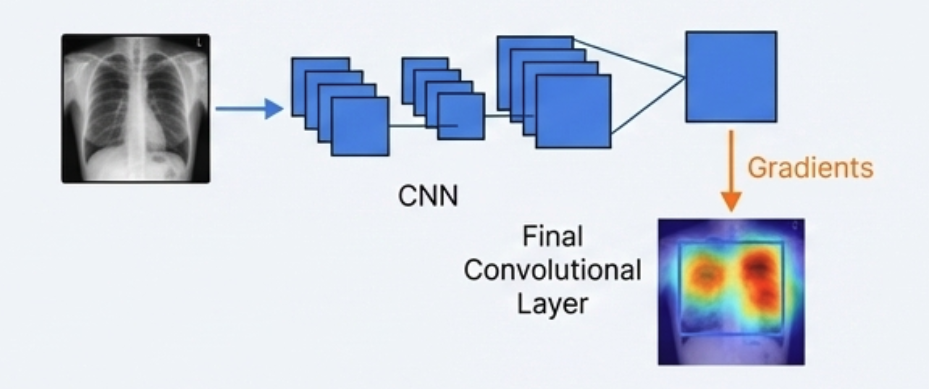 L
CNN
Gradients
Final
Convolutional
Layer